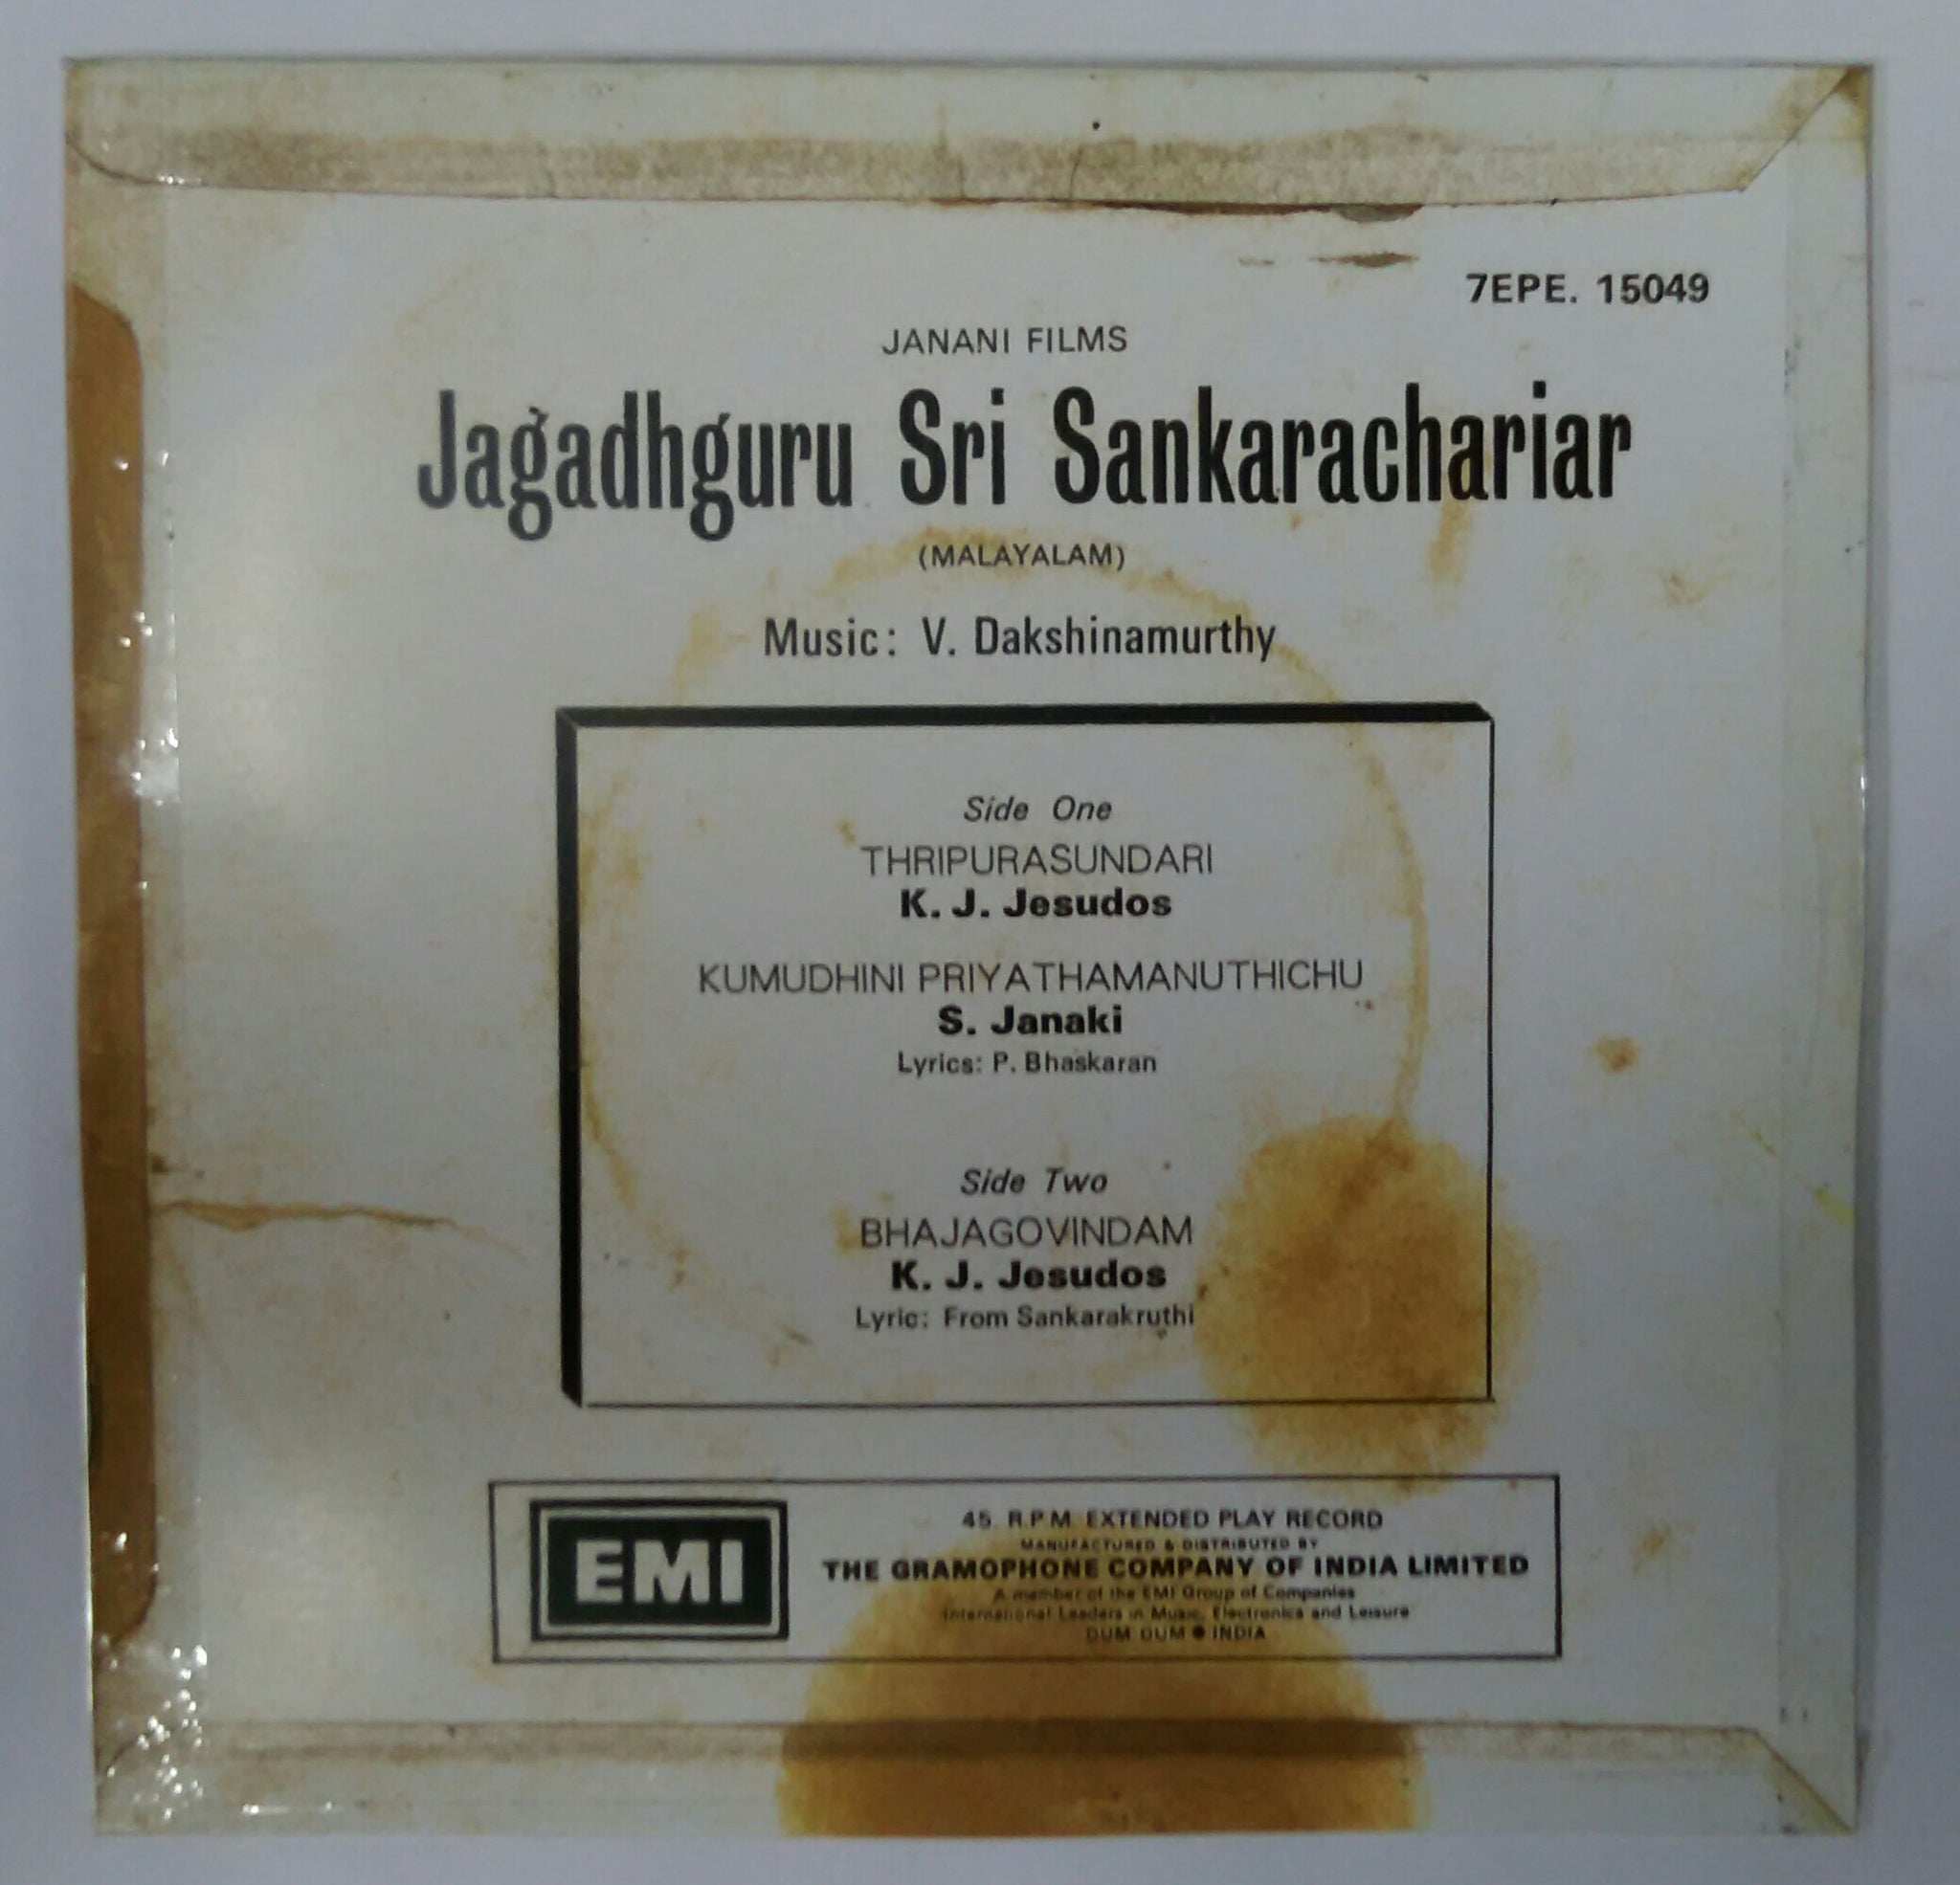 7EPE. 15049
JANANI FILMS
Jagadhguru Sri Sankarachariar
(MALAYALAM)
Music: V. Dakshinamurthy
Side One
THRIPURASUNDARI
K. J. Jesudos
KUMUDHINI PRIYATHAMANUTHICHU
S. Janaki
Lyrics: P. Bhaskaran
Side Two
BHAJAGOVINDAM
K. J. Jesudos
Lyric: From Sankarakruthi
EMI
45 R.P.M. EXTENDED PLAY RECORD
MANUFACTURED & DISTRIBUTED BY
THE GRAMOPHONE COMPANY OF INDIA LIMITED
A member of the EMI Group of Companies
International Leaders in Music, Electronics and Leisure
DUM DUM ● INDIA